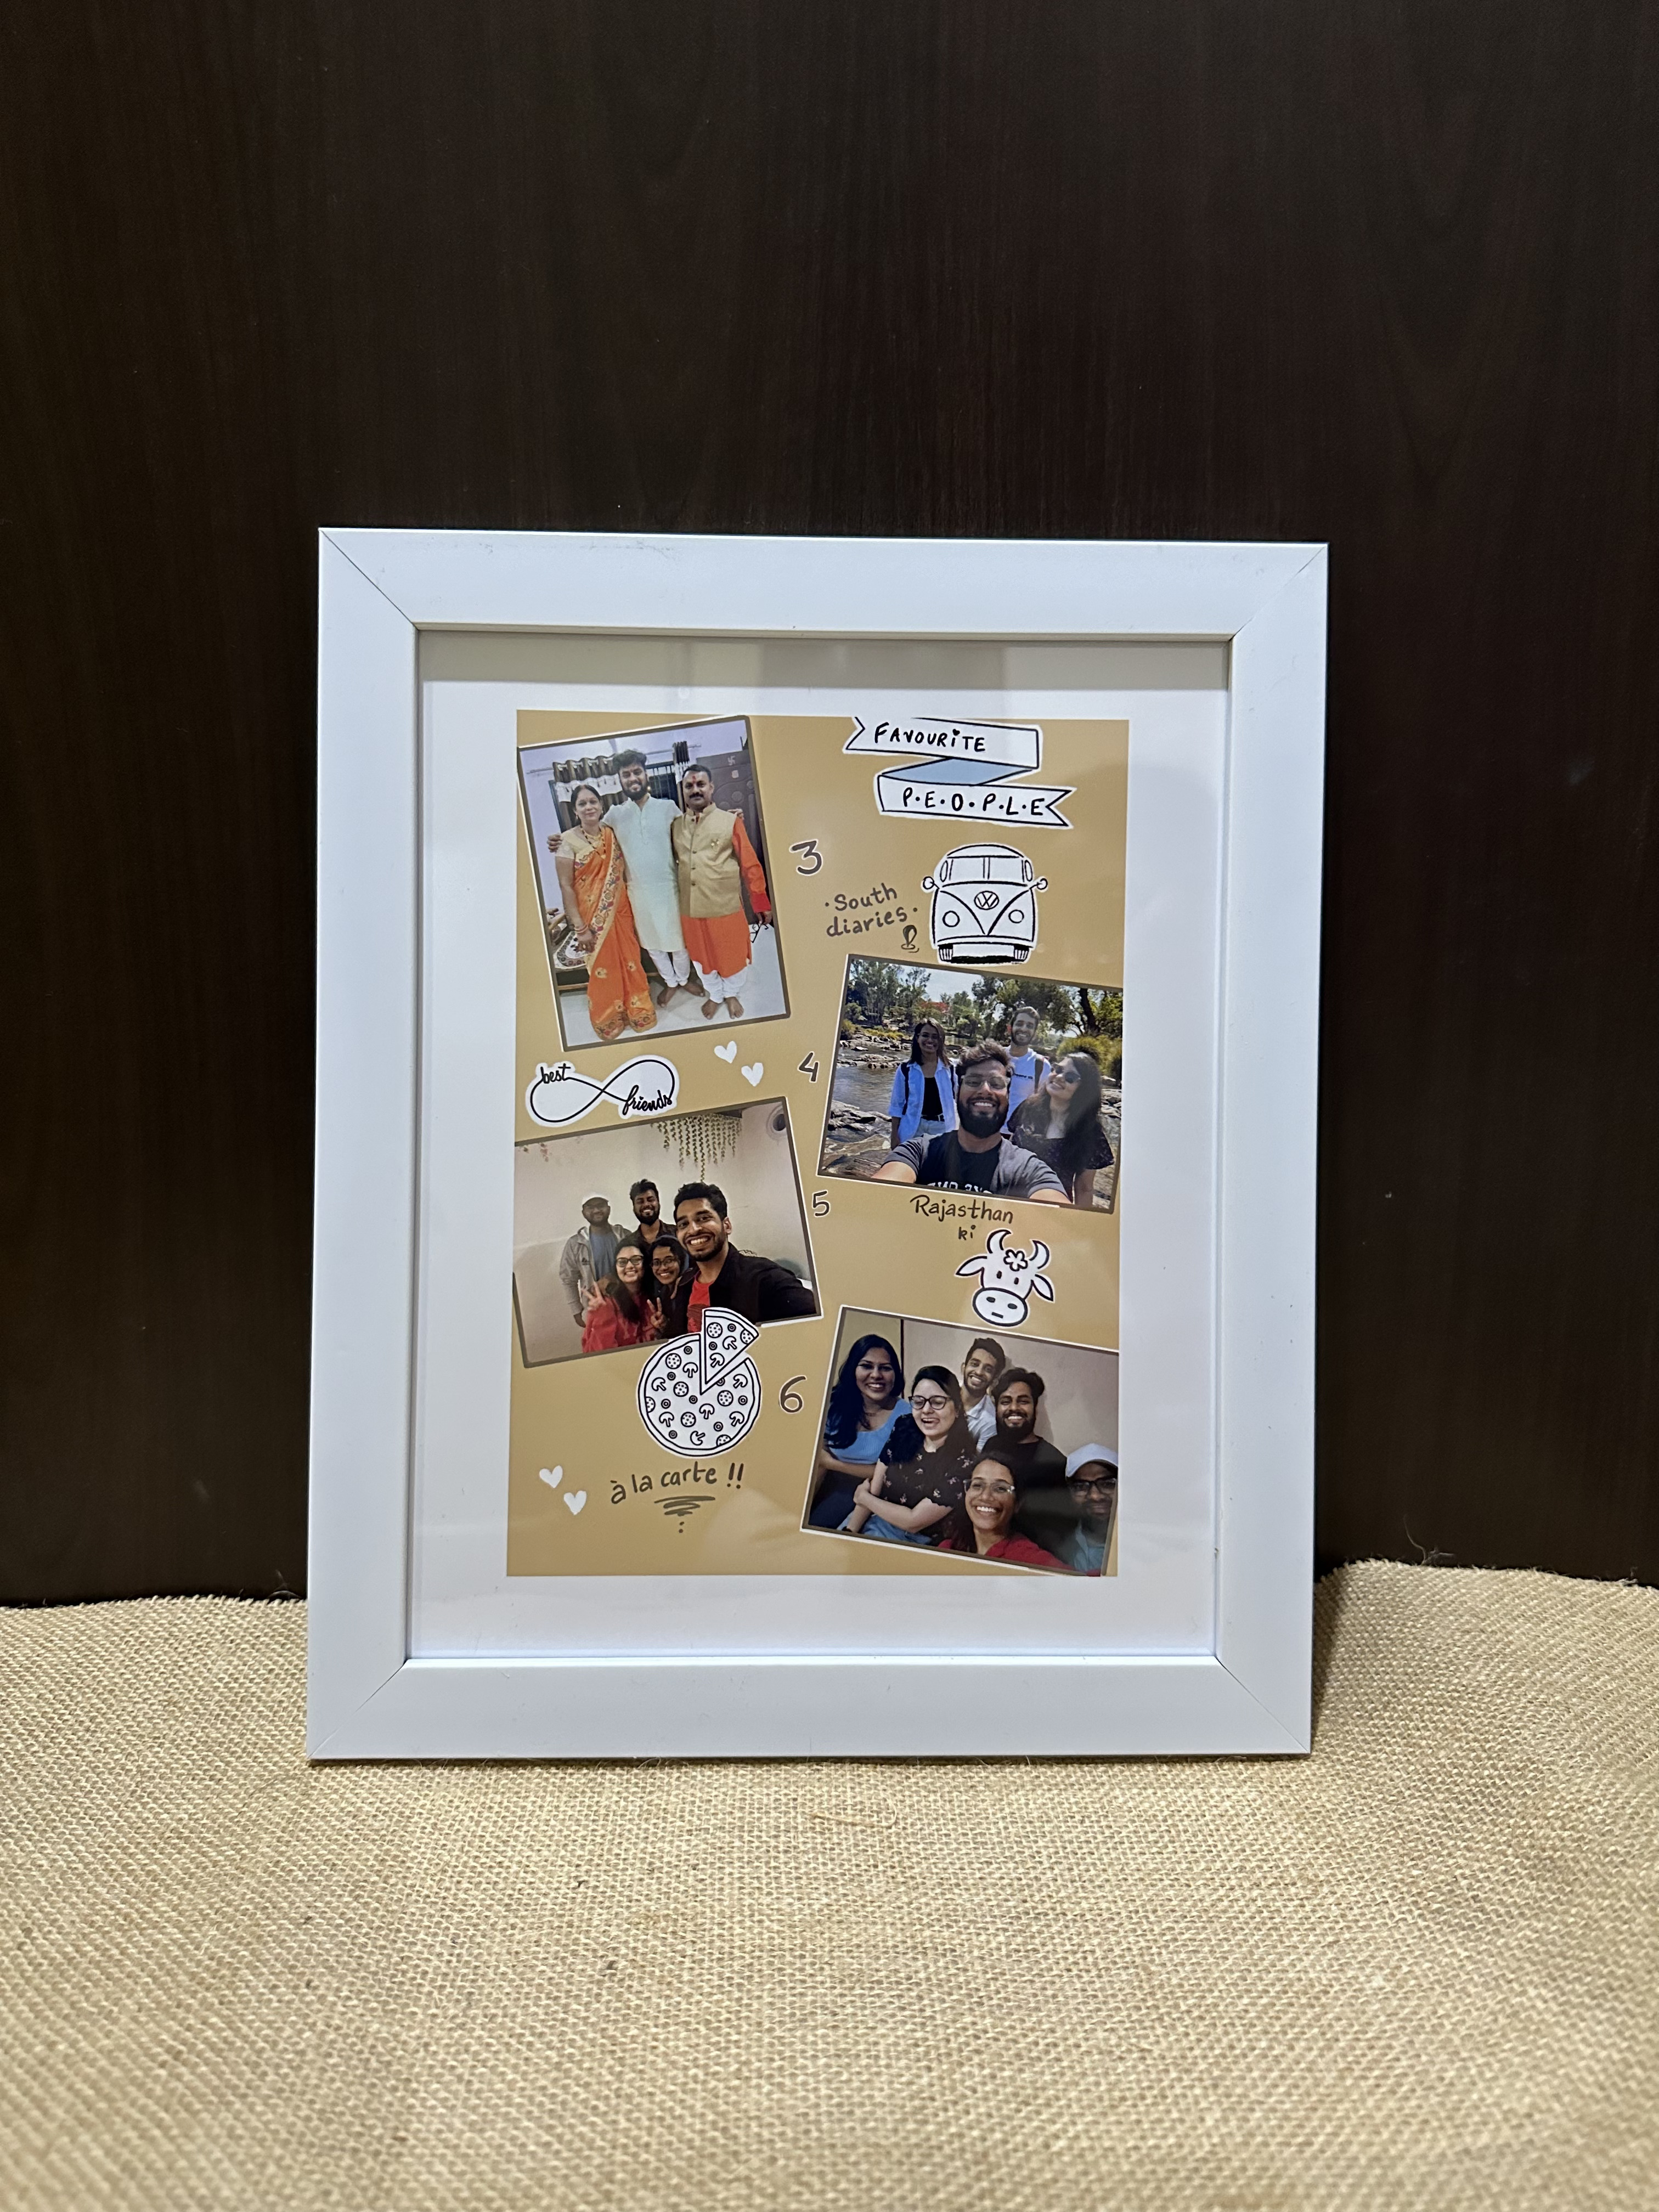 FAVOURITE
P.E.O.P.L.E
3
·South
diaries·
4
best
friends
5
Rajasthan
ki
6
à la carte !!